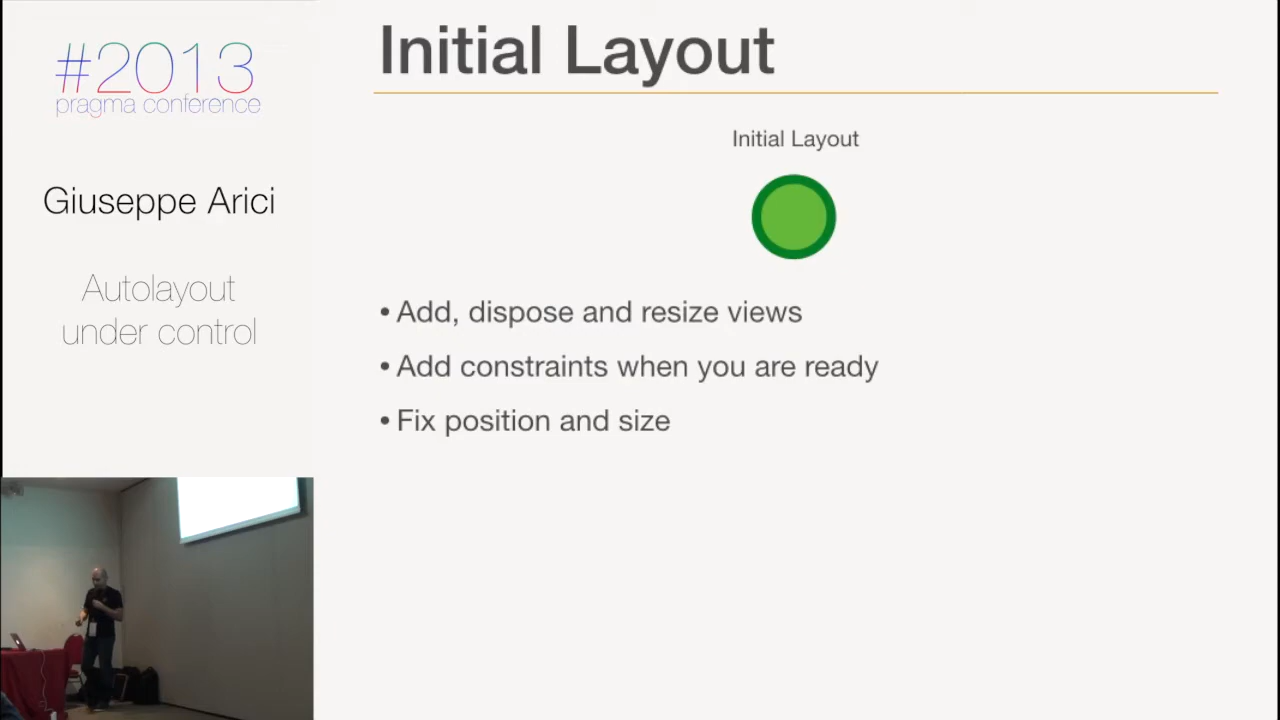 #2013
pragma conference
Giuseppe Arici
Autolayout
under control
Initial Layout
Initial Layout
• Add, dispose and resize views
• Add constraints when you are ready
• Fix position and size